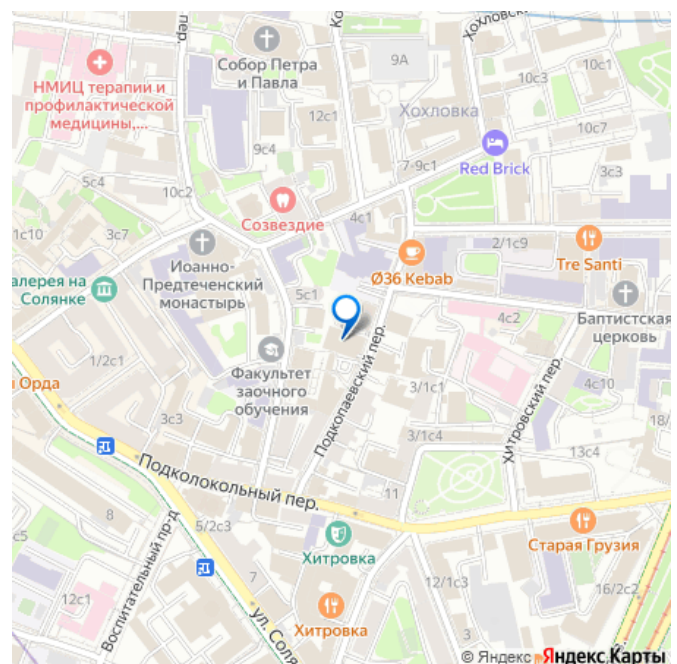 пер.
Хохловск
Собор Петра
и Павла
9А
10с1
10с3
НМИЦ терапии и
профилактической
медицины,...
12с1
Хохловка
10с7
9с4
7-9с1
Red Brick
3с3
5с4
10с2
Созвездие
4с1
1с10
3с7
2/1с9
Иоанно-
Предтеченский
монастырь
Ø36 Kebab
Tre Santi
алерея на
Солянке
5с1
4с2
Баптистская
церковь
1/2с1
Факультет
заочного
обучения
Подкопаевский пер.
Хитровский пер.
Орда
3/1с1
4с10
3с3
18/
3/1с4
13с4
Подколокольный пер.
11
8
5/2с3
Старая Грузия
Хитровка
Воспитательный пр-д
7
12/1с3
16/2с2
12с1
Хитровка
ул. Соля
3
© Яндекс
Яндекс Карты